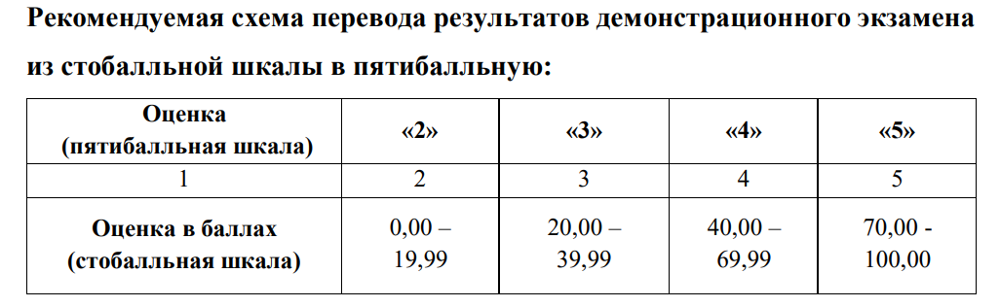 Рекомендуемая схема перевода результатов демонстрационного экзамена
из стобалльной шкалы в пятибалльную:
Оценка
(пятибалльная шкала)
«2»
«3»
«4»
«5»
1
2
3
4
5
Оценка в баллах
(стобалльная шкала)
0,00 –
19,99
20,00 –
39,99
40,00 –
69,99
70,00 -
100,00